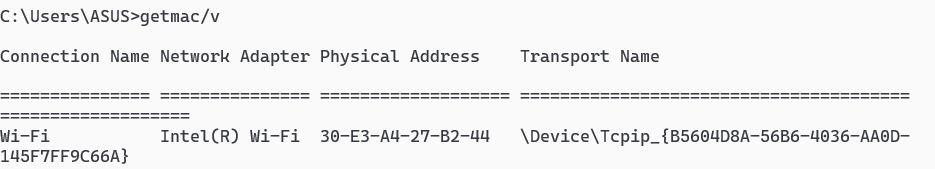 C:\Users\ASUS>getmac/v
Connection Name Network Adapter Physical Address    Transport Name
=============== =============== =================== =======================================
===================
Wi-Fi           Intel(R) Wi-Fi  30-E3-A4-27-B2-44   \Device\Tcpip_{B5604D8A-56B6-4036-AA0D-
145F7FF9C66A}